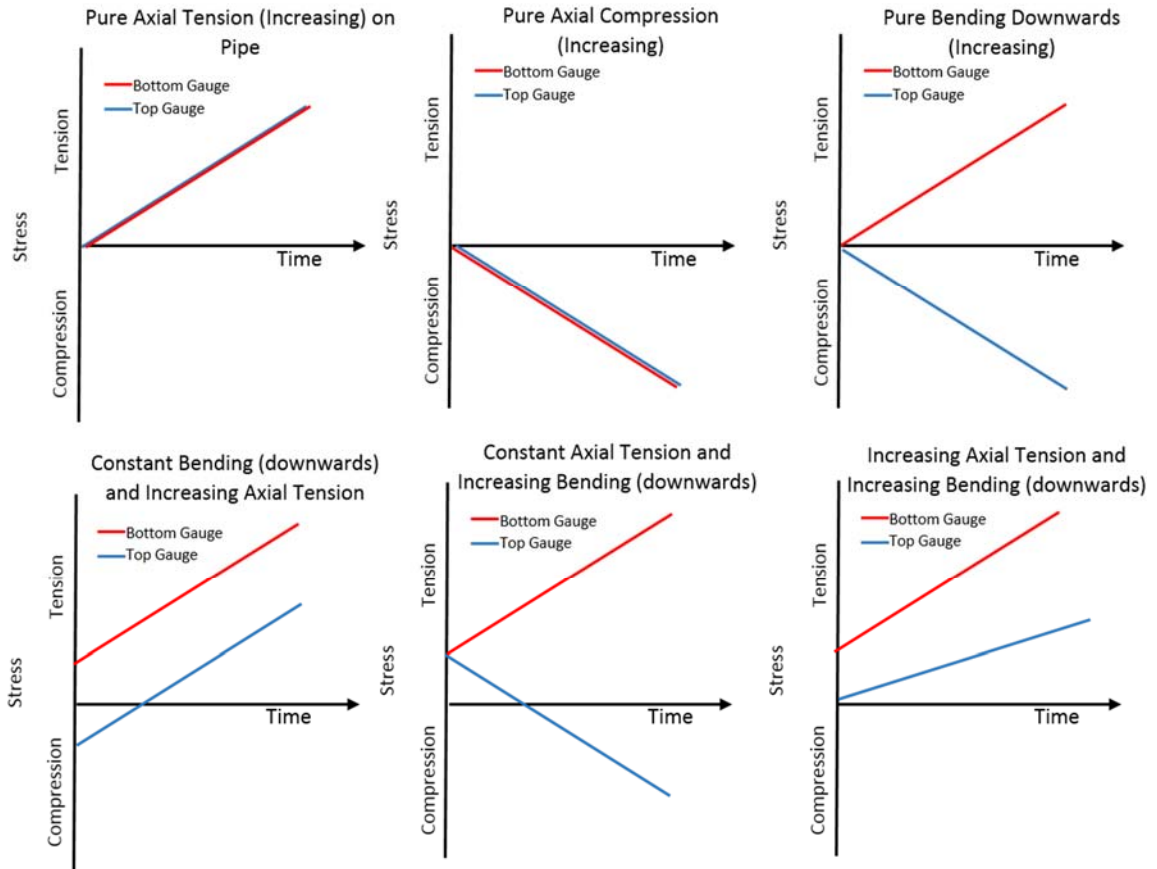 Pure Axial Tension (Increasing) on
Pipe
Bottom Gauge
Top Gauge
Tension
Stress
Compression
Time
Pure Axial Compression
(Increasing)
Bottom Gauge
Top Gauge
Tension
Stress
Compression
Time
Pure Bending Downwards
(Increasing)
Bottom Gauge
Top Gauge
Tension
Stress
Compression
Time
Constant Bending (downwards)
and Increasing Axial Tension
Bottom Gauge
Top Gauge
Tension
Stress
Compression
Time
Constant Axial Tension and
Increasing Bending (downwards)
Bottom Gauge
Top Gauge
Tension
Stress
Compression
Time
Increasing Axial Tension and
Increasing Bending (downwards)
Bottom Gauge
Top Gauge
Tension
Stress
Compression
Time